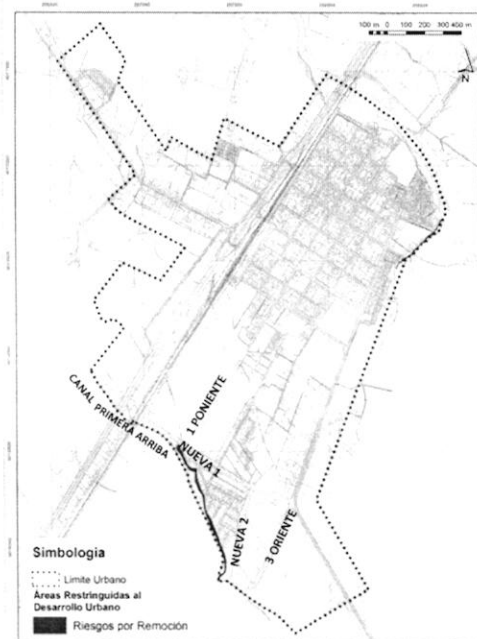 100 m 0 100 200 300 400 m
N
CANAL PRIMERA ARRIBA
1 PONIENTE
NUEVA 1
NUEVA 2
3 ORIENTE
Simbologia
Limite Urbano
Áreas Restringuidas al
Desarrollo Urbano
Riesgos por Remoción